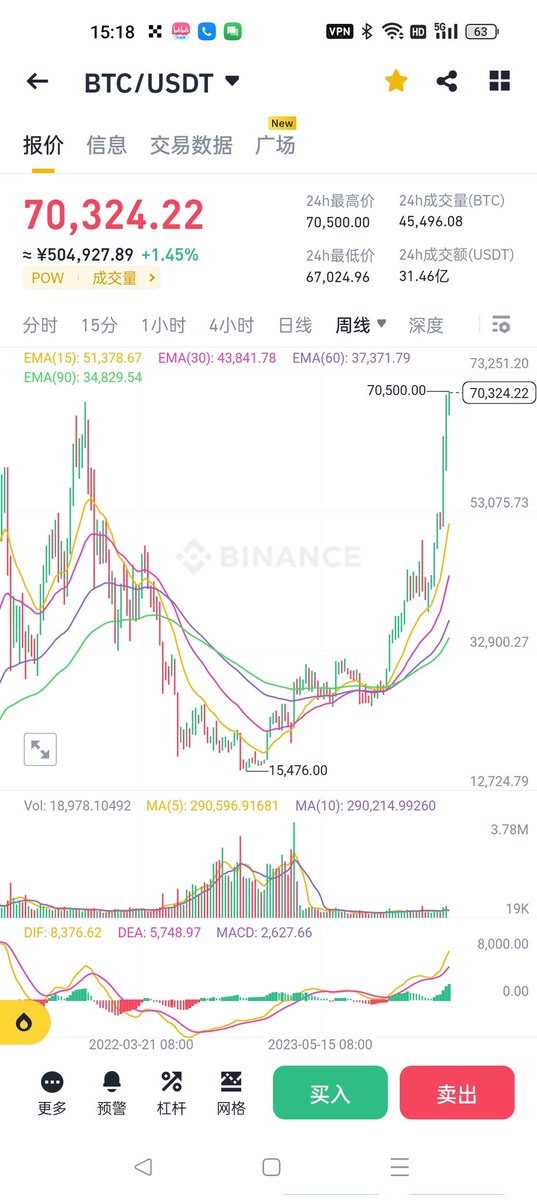 15:18 VPN HD 5G 63
BTC/USDT
New
报价 信息 交易数据 广场
70,324.22
≈ ¥504,927.89 +1.45%
POW 成交量
24h最高价 24h成交量(BTC)
70,500.00 45,496.08
24h最低价 24h成交额(USDT)
67,024.96 31.46亿
分时 15分 1小时 4小时 日线 周线 深度
EMA(15): 51,378.67 EMA(30): 43,841.78 EMA(60): 37,371.79
EMA(90): 34,829.54
73,251.20
70,500.00
70,324.22
53,075.73
BINANCE
32,900.27
15,476.00
12,724.79
Vol: 18,978.10492 MA(5): 290,596.91681 MA(10): 290,214.99260
3.78M
19K
DIF: 8,376.62 DEA: 5,748.97 MACD: 2,627.66
8,000.00
0.00
2022-03-21 08:00 2023-05-15 08:00
更多 预警 杠杆 网格 买入 卖出